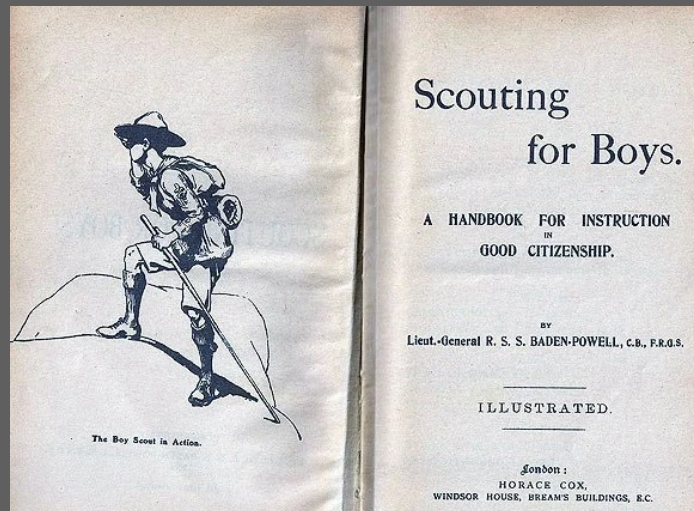 The Boy Scout in Action.
Scouting
for Boys.
A HANDBOOK FOR INSTRUCTION
IN
GOOD CITIZENSHIP.
BY
Lieut.-General R. S. S. BADEN-POWELL, C.B., F.R.G.S.
ILLUSTRATED.
London :
HORACE COX,
WINDSOR HOUSE, BREAM'S BUILDINGS, E.C.